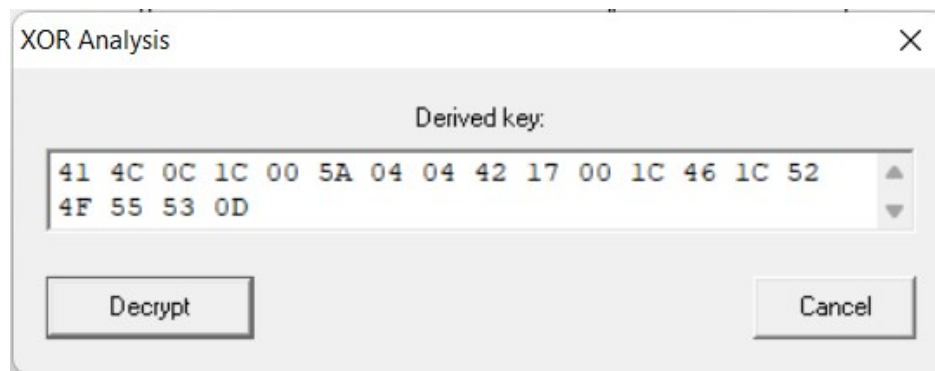 XOR Analysis
Derived key:
41 4C 0C 1C 00 5A 04 04 42 17 00 1C 46 1C 52
4F 55 53 0D
Decrypt
Cancel